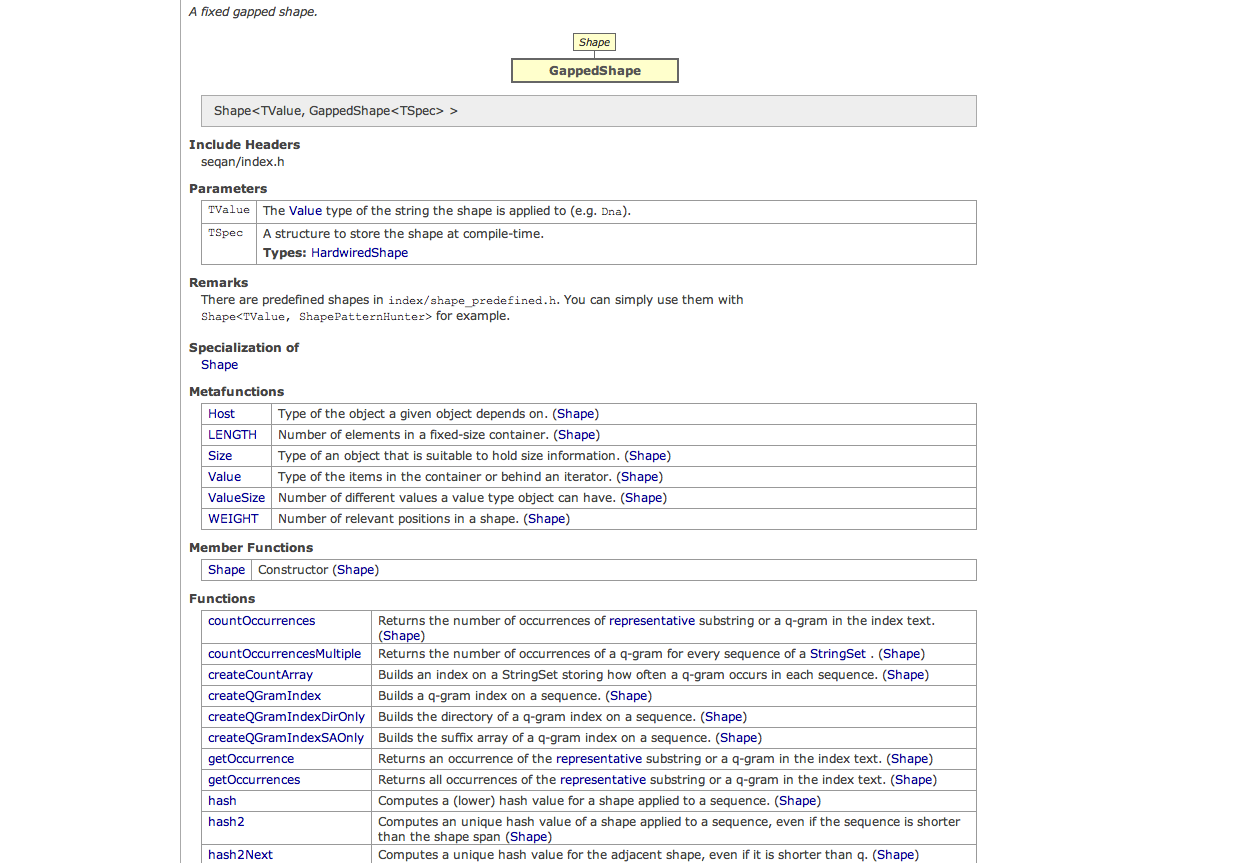 A fixed gapped shape.
Shape
GappedShape
Shape<TValue, GappedShape<TSpec> >
Include Headers
seqan/index.h
Parameters
TValue The Value type of the string the shape is applied to (e.g. Dna).
TSpec A structure to store the shape at compile-time.
Types: HardwiredShape
Remarks
There are predefined shapes in index/shape_predefined.h. You can simply use them with
Shape<TValue, ShapePatternHunter> for example.
Specialization of
Shape
Metafunctions
Host Type of the object a given object depends on. (Shape)
LENGTH Number of elements in a fixed-size container. (Shape)
Size Type of an object that is suitable to hold size information. (Shape)
Value Type of the items in the container or behind an iterator. (Shape)
ValueSize Number of different values a value type object can have. (Shape)
WEIGHT Number of relevant positions in a shape. (Shape)
Member Functions
Shape Constructor (Shape)
Functions
countOccurrences Returns the number of occurrences of representative substring or a q-gram in the index text.
(Shape)
countOccurrencesMultiple Returns the number of occurrences of a q-gram for every sequence of a StringSet . (Shape)
createCountArray Builds an index on a StringSet storing how often a q-gram occurs in each sequence. (Shape)
createQGramIndex Builds a q-gram index on a sequence. (Shape)
createQGramIndexDirOnly Builds the directory of a q-gram index on a sequence. (Shape)
createQGramIndexSAOnly Builds the suffix array of a q-gram index on a sequence. (Shape)
getOccurrence Returns an occurrence of the representative substring or a q-gram in the index text. (Shape)
getOccurrences Returns all occurrences of the representative substring or a q-gram in the index text. (Shape)
hash Computes a (lower) hash value for a shape applied to a sequence. (Shape)
hash2 Computes an unique hash value of a shape applied to a sequence, even if the sequence is shorter
than the shape span (Shape)
hash2Next Computes a unique hash value for the adjacent shape, even if it is shorter than q. (Shape)